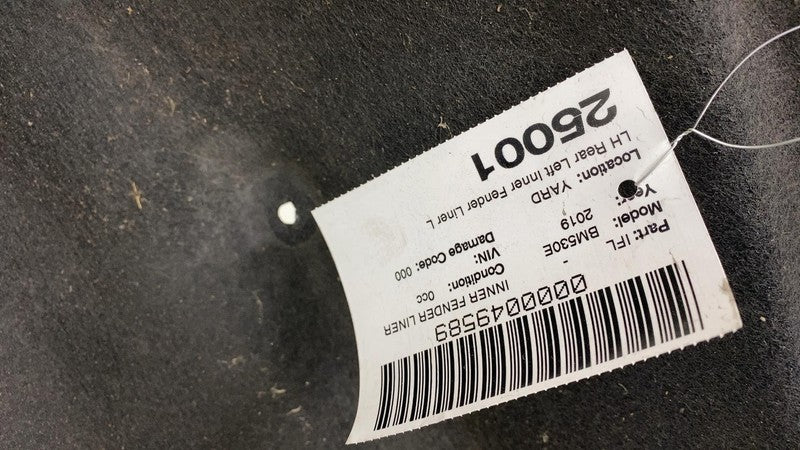 0000049589
Part: IFL - INNER FENDER LINER
Model: BM530E Condition: 0cc
Year: 2019 VIN:
Location: YARD Damage Code: 000
LH Rear Left Inner Fender Liner L
25001